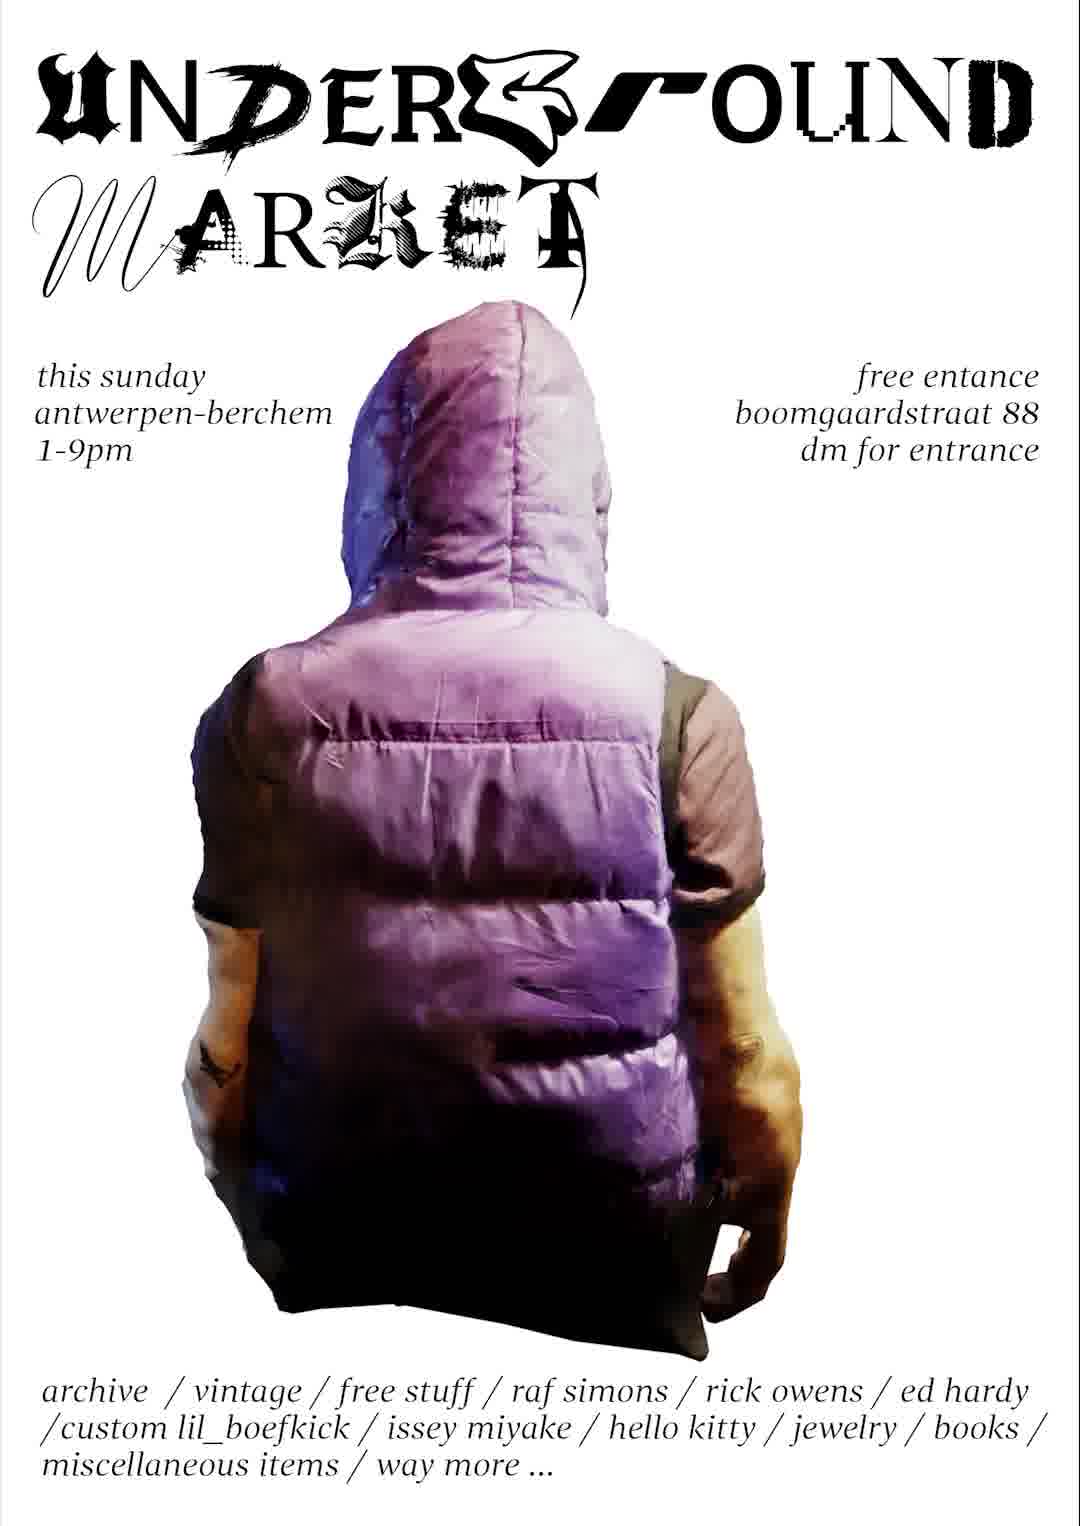 UNDERGrOUND
MARKET
this sunday
antwerpen-berchem
1-9pm
free entance
boomgaardstraat 88
dm for entrance
archive / vintage / free stuff / raf simons / rick owens / ed hardy
/custom lil_boefkick / issey miyake / hello kitty / jewelry / books /
miscellaneous items / way more ...